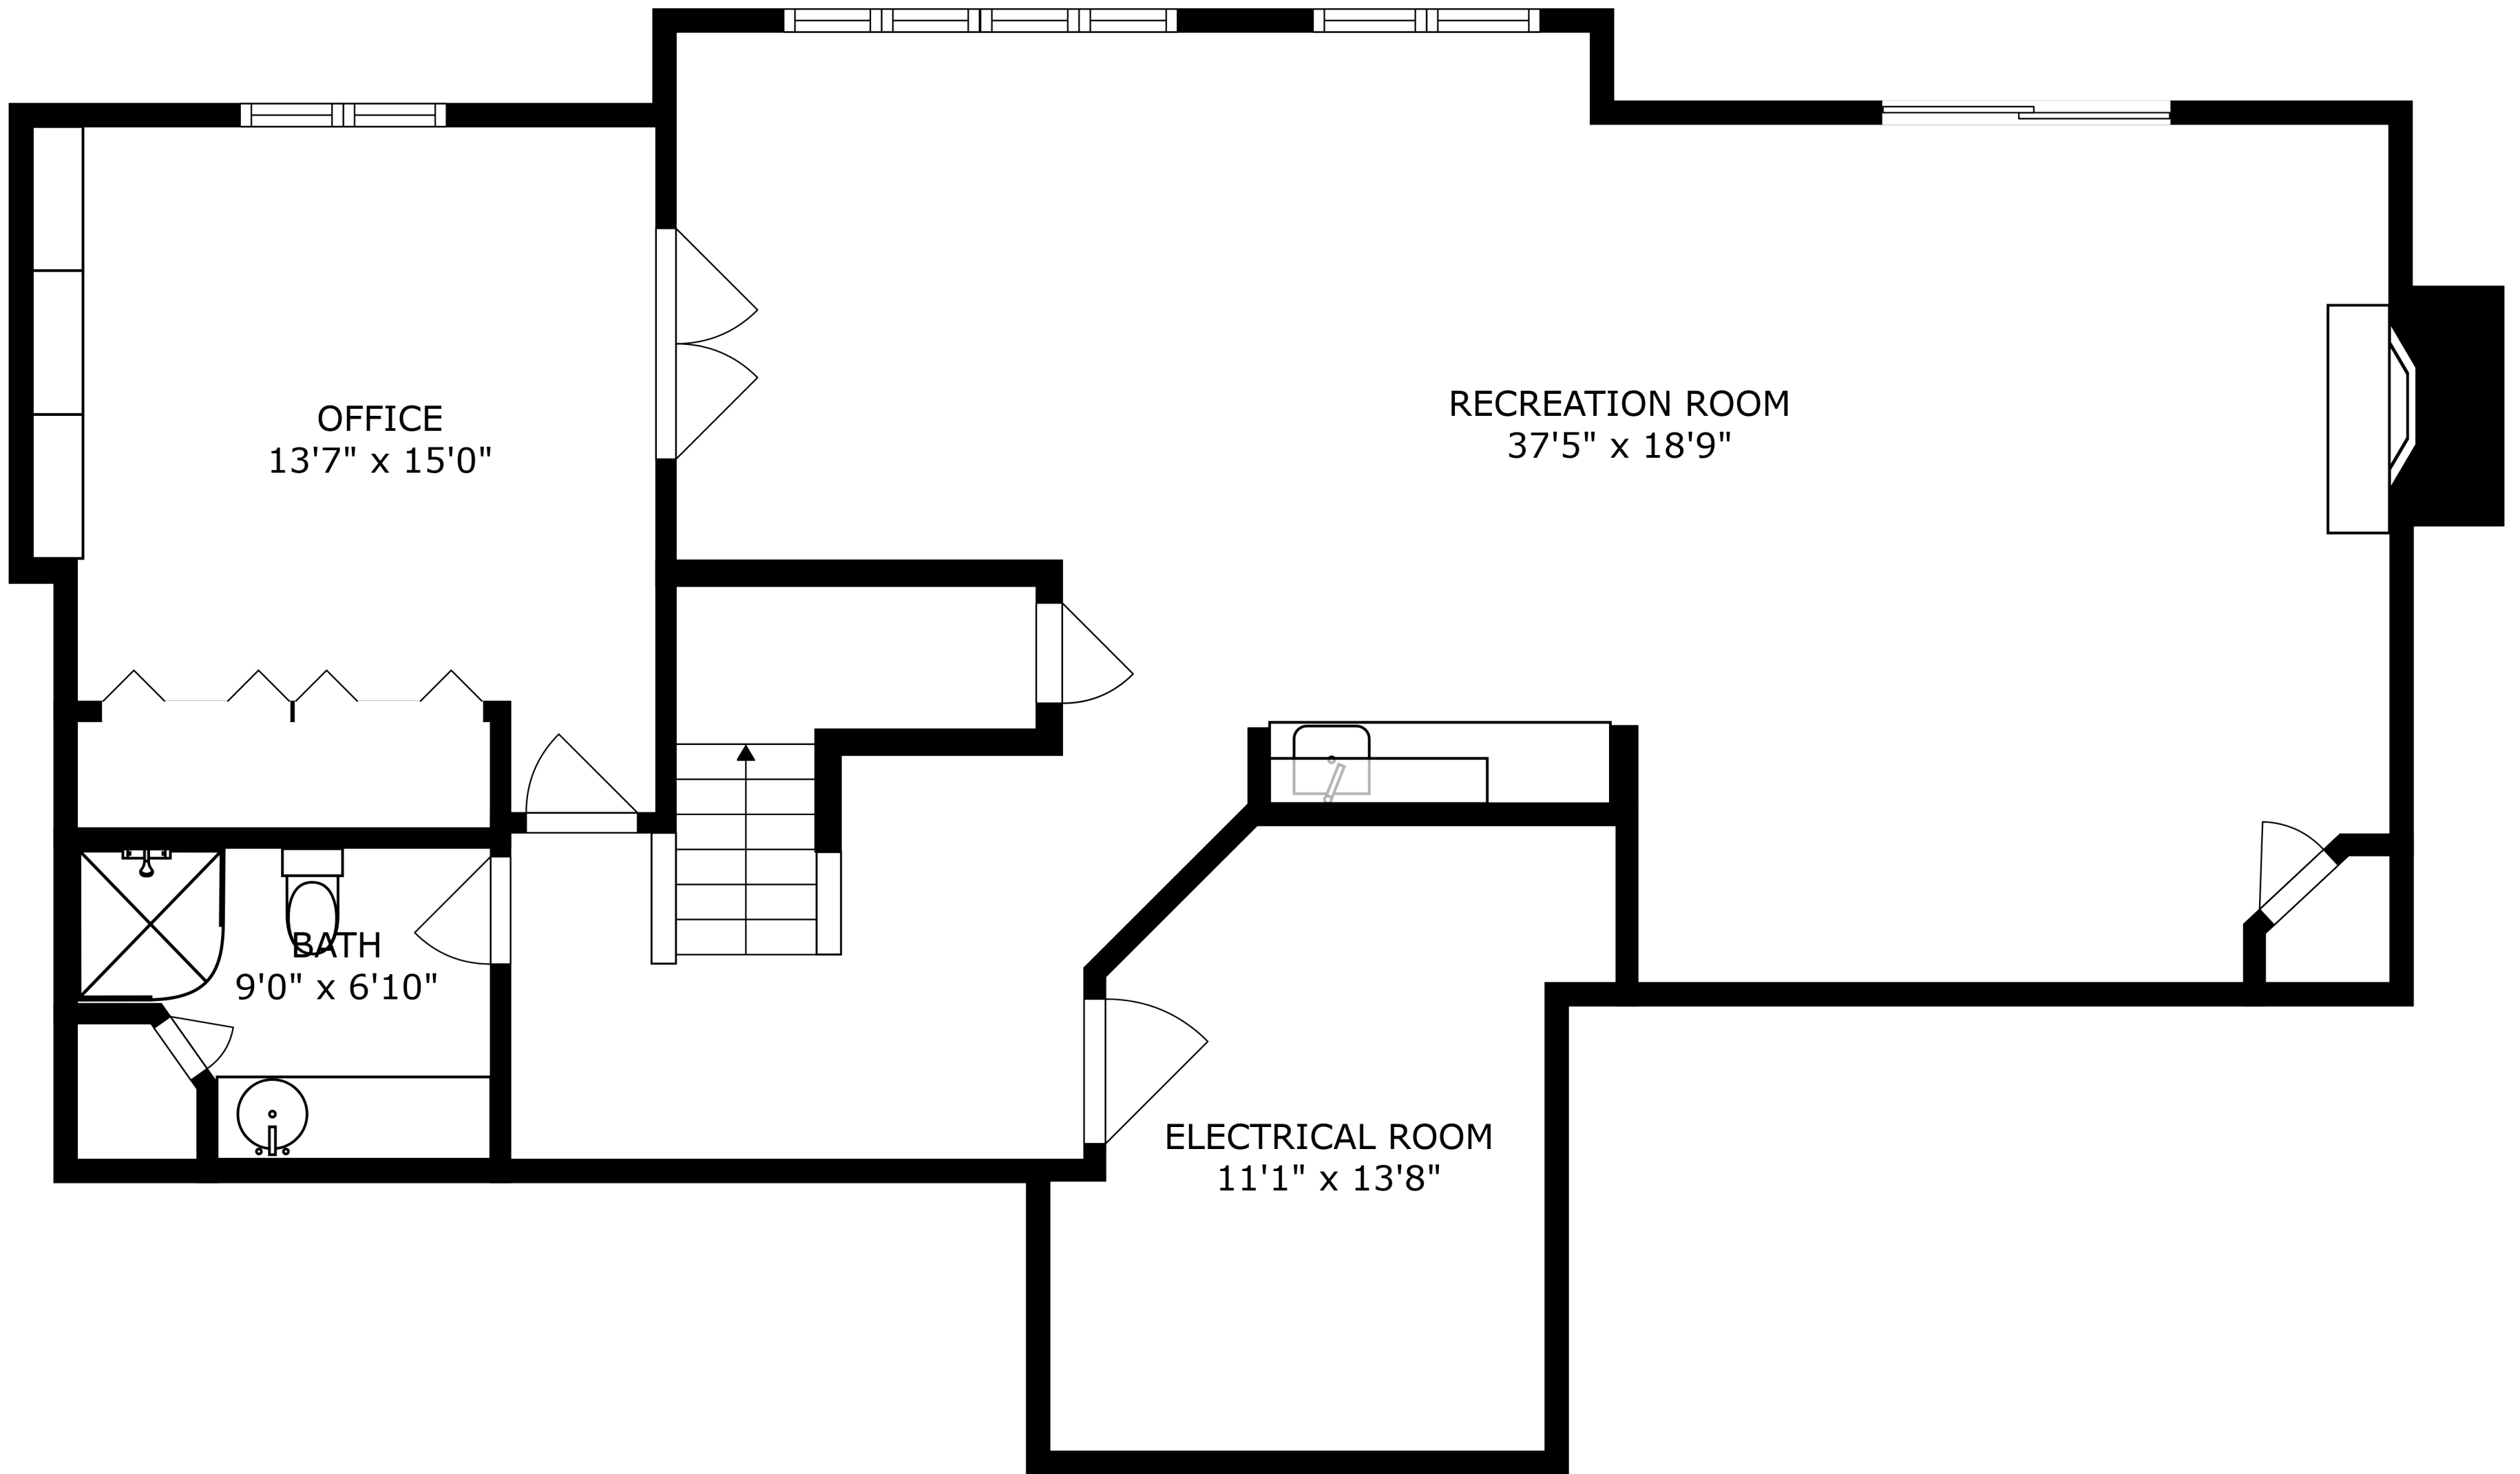 OFFICE
13'7" x 15'0"
RECREATION ROOM
37'5" x 18'9"
BATH
9'0" x 6'10"
ELECTRICAL ROOM
11'1" x 13'8"